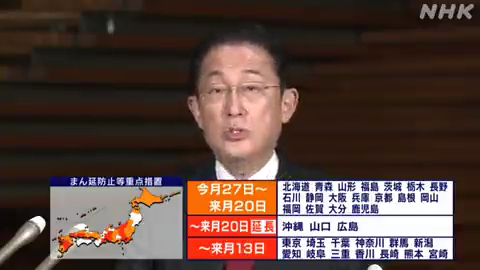 NHK
まん延防止等重点措置
今月27日〜
来月20日
北海道 青森 山形 福島 茨城 栃木 長野
石川 静岡 大阪 兵庫 京都 島根 岡山
福岡 佐賀 大分 鹿児島
〜来月20日 延長
沖縄 山口 広島
〜来月13日
東京 埼玉 千葉 神奈川 群馬 新潟
愛知 岐阜 三重 香川 長崎 熊本 宮崎